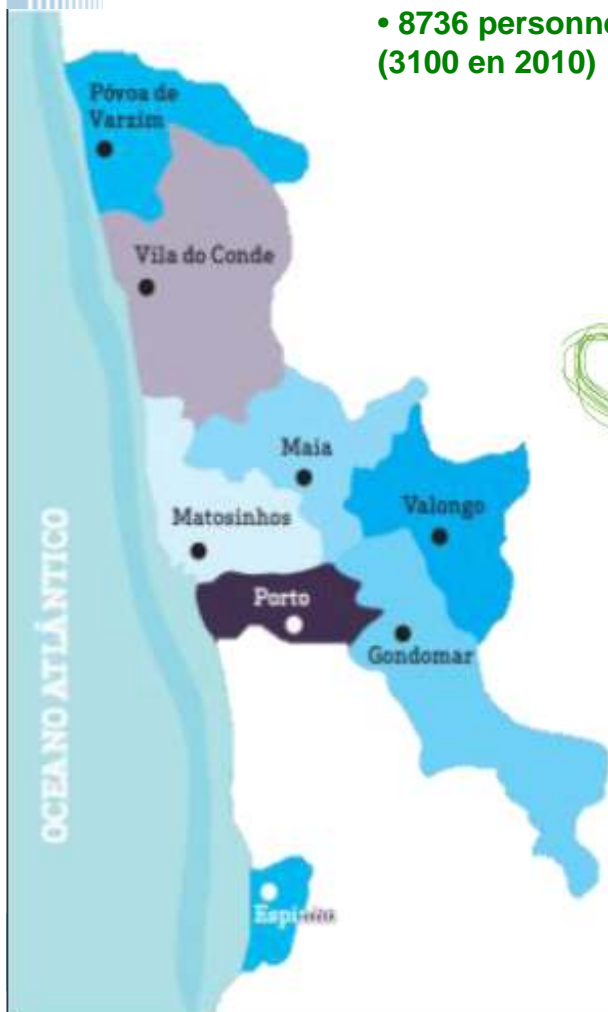 • 8736 personne
(3100 en 2010)
Póvoa de
Varzim
Vila do Conde
Maia
Valongo
Matosinhos
Porto
Gondomar
OCEANO ATLÂNTICO